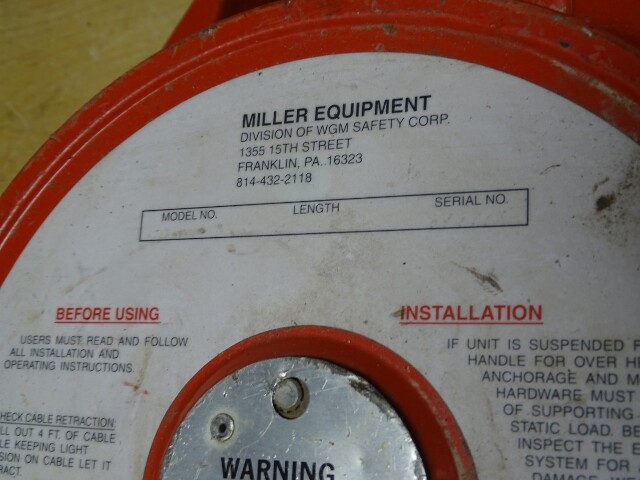 MILLER EQUIPMENT
DIVISION OF WGM SAFETY CORP.
1355 15TH STREET
FRANKLIN, PA. 16323
814-432-2118
MODEL NO. LENGTH SERIAL NO.
BEFORE USING
USERS MUST READ AND FOLLOW
ALL INSTALLATION AND
OPERATING INSTRUCTIONS.
CABLE RETRACTION:
OUT 4 FT. OF CABLE
KEEPING LIGHT
ON CABLE LET IT
INSTALLATION
IF UNIT IS SUSPENDED
HANDLE FOR OVER
ANCHORAGE AND
HARDWARE MUST
OF SUPPORTING
STATIC LOAD.
INSPECT THE
SYSTEM FOR
WARNING